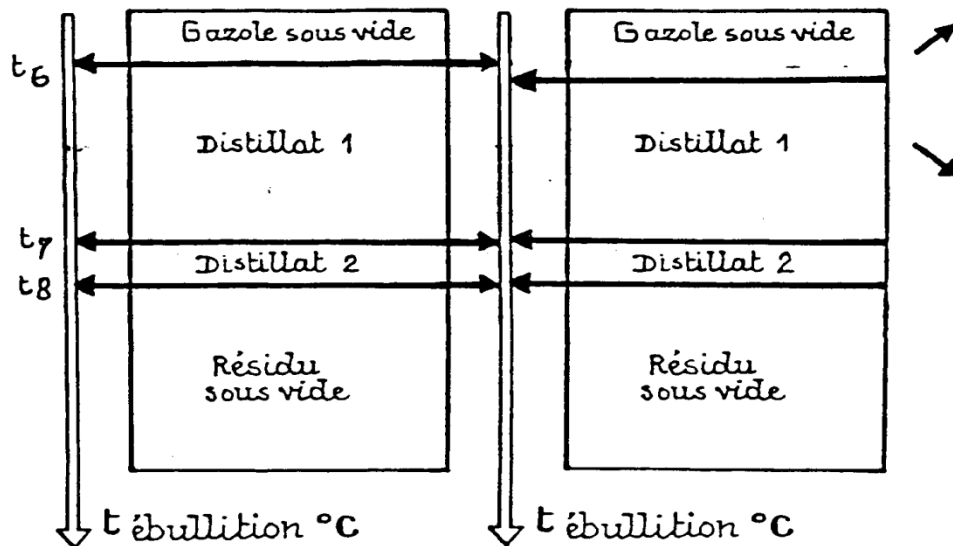 Gazole sous vide
Gazole sous vide
t6
Distillat 1
Distillat 1
t7
Distillat 2
Distillat 2
t8
Résidu
sous vide
Résidu
sous vide
t ébullition °C
t ébullition °C